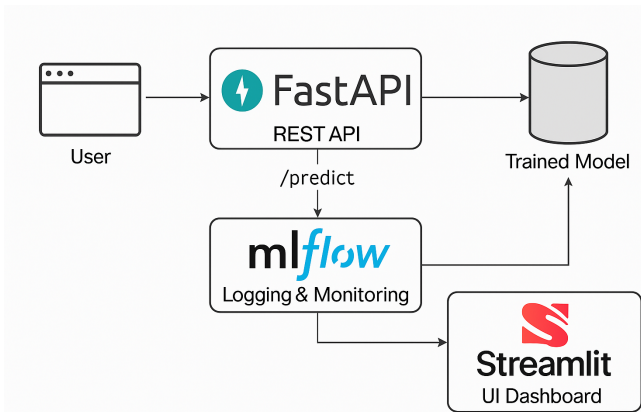 FastAPI
REST API
User
Trained Model
/predict
mlflow
Logging & Monitoring
Streamlit
UI Dashboard